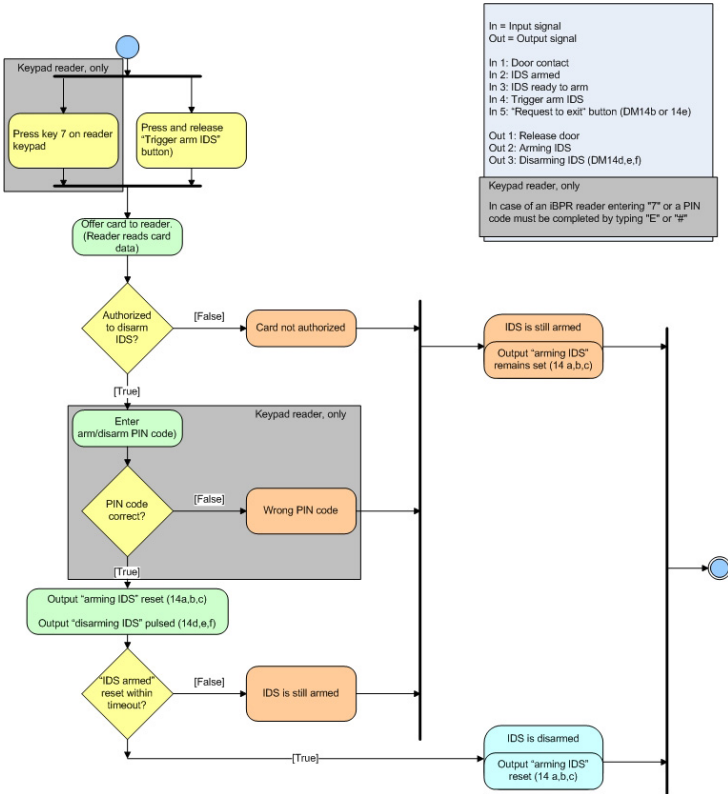 Keypad reader, only
Press key 7 on reader
keypad
Press and release
“Trigger arm IDS”
button)
In = Input signal
Out = Output signal
In 1: Door contact
In 2: IDS armed
In 3: IDS ready to arm
In 4: Trigger arm IDS
In 5: "Request to exit“ button (DM14b or 14e)
Out 1: Release door
Out 2: Arming IDS
Out 3: Disarming IDS (DM14d,e,f)
Keypad reader, only
In case of an iBPR reader entering "7" or a PIN
code must be completed by typing "E" or "#"
Offer card to reader.
(Reader reads card
data)
Authorized
to disarm
IDS?
[False]
Card not authorized
IDS is still armed
Output “arming IDS”
remains set (14 a,b,c)
[True]
Keypad reader, only
Enter
arm/disarm PIN code)
PIN code
correct?
[False]
Wrong PIN code
[True]
Output “arming IDS” reset (14a,b,c)
Output “disarming IDS” pulsed (14d,e,f)
“IDS armed”
reset within
timeout?
[False]
IDS is still armed
[True]
IDS is disarmed
Output “arming IDS”
reset (14 a,b,c)